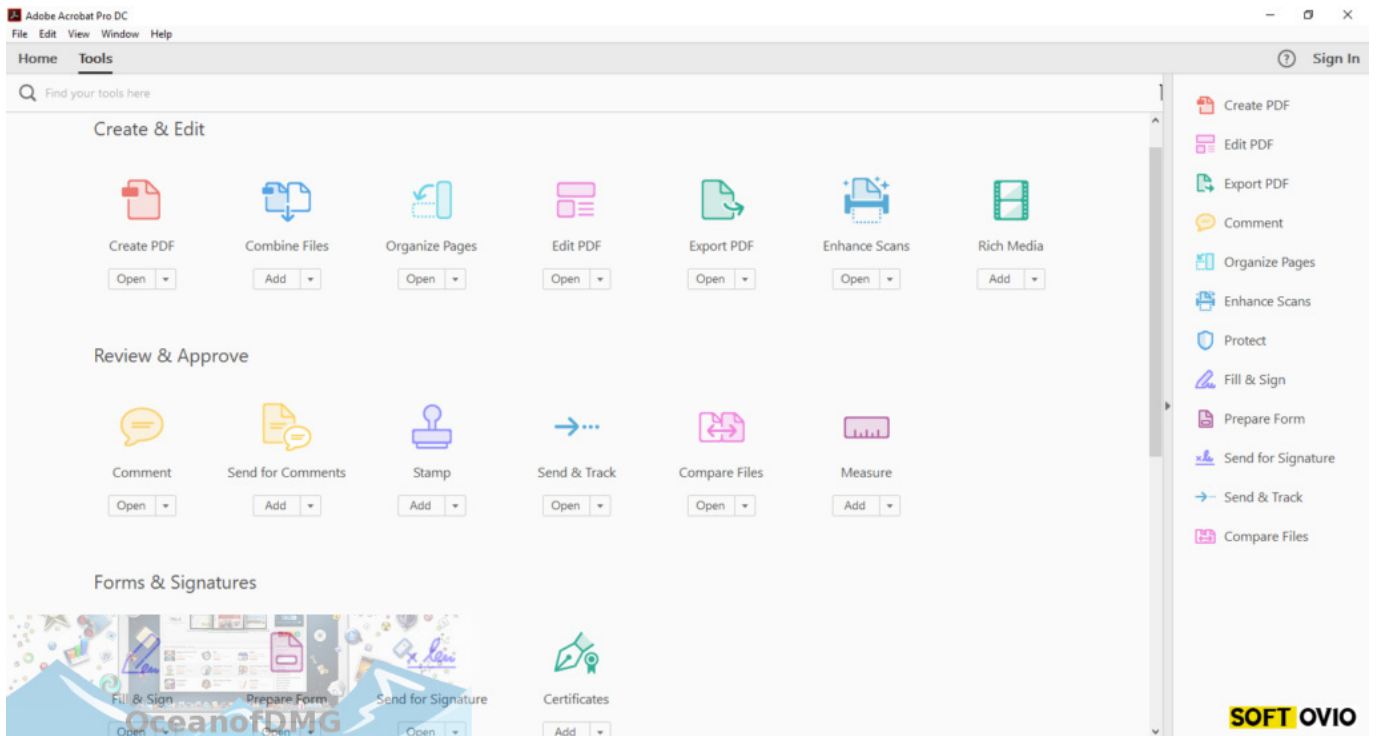 Adobe Acrobat Pro DC
File Edit View Window Help
Home Tools
Sign In
Find your tools here
Create & Edit
Create PDF Combine Files Organize Pages Edit PDF Export PDF Enhance Scans Rich Media
Open Add Open Open Open Open Add
Review & Approve
Comment Send for Comments Stamp Send & Track Compare Files Measure
Open Add Add Open Open Add
Forms & Signatures
Fill & Sign Prepare Form Send for Signature Certificates
Open Open Open Add
OceanofDMG
Create PDF
Edit PDF
Export PDF
Comment
Organize Pages
Enhance Scans
Protect
Fill & Sign
Prepare Form
Send for Signature
Send & Track
Compare Files
SOFT OVIO